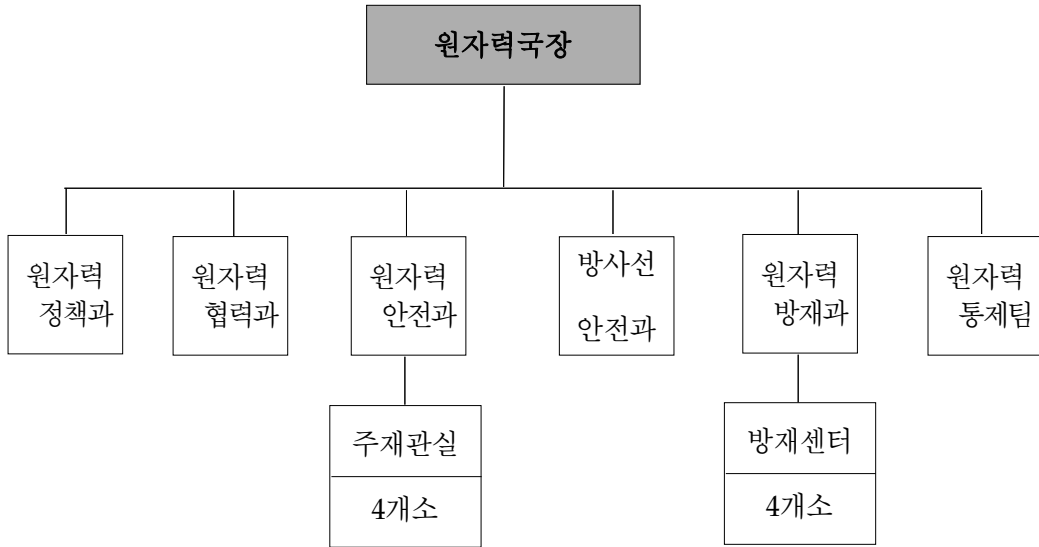 원자력국장
원자력
정책과
원자력
협력과
원자력
안전과
방사선
안전과
원자력
방재과
원자력
통제팀
주재관실
4개소
방재센터
4개소